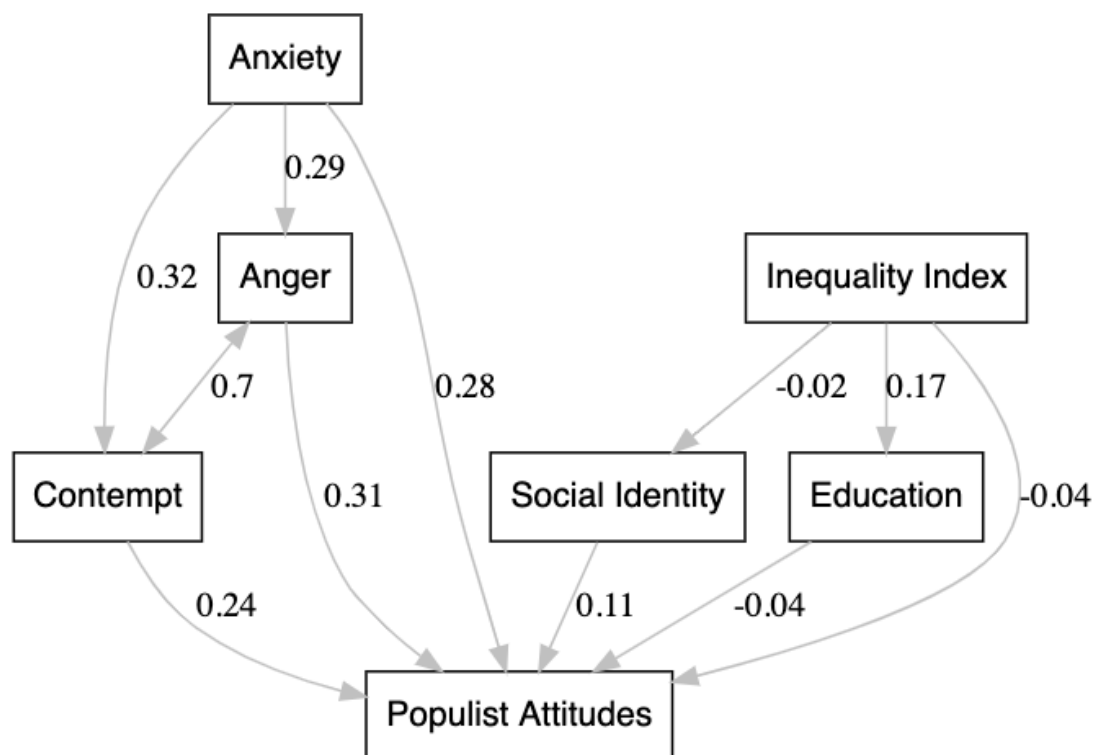 Anxiety
0.29
Anger
Inequality Index
0.32
0.7
0.28
-0.02
0.17
Contempt
0.31
Social Identity
Education
-0.04
0.24
0.11
-0.04
Populist Attitudes